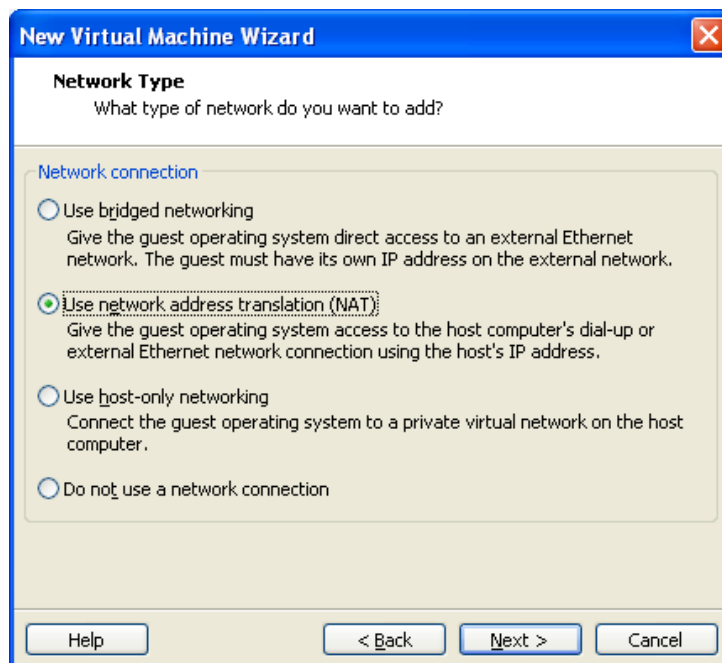 New Virtual Machine Wizard
Network Type
What type of network do you want to add?
Network connection
Use bridged networking
Give the guest operating system direct access to an external Ethernet
network. The guest must have its own IP address on the external network.
Use network address translation (NAT)
Give the guest operating system access to the host computer's dial-up or
external Ethernet network connection using the host's IP address.
Use host-only networking
Connect the guest operating system to a private virtual network on the host
computer.
Do not use a network connection
Help
< Back
Next >
Cancel